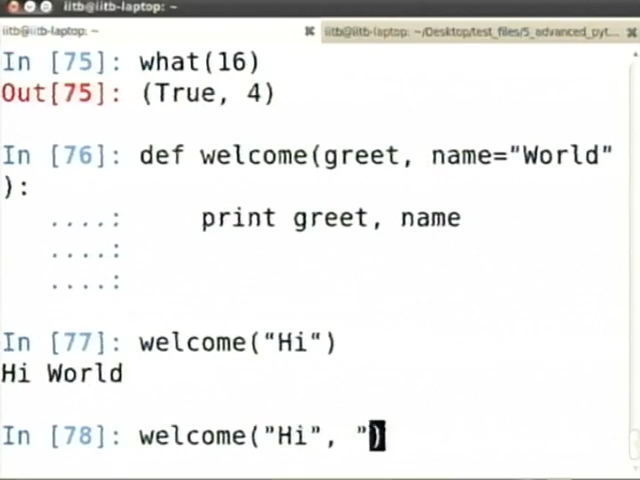 iitb@iitb-laptop: ~
iitb@iitb-laptop: ~
iitb@iitb-laptop: ~/Desktop/test_files/5_advanced_pyt...
In [75]: what(16)
Out[75]: (True, 4)
In [76]: def welcome(greet, name="World"
):
....: print greet, name
....:
....:
In [77]: welcome("Hi")
Hi World
In [78]: welcome("Hi", ")